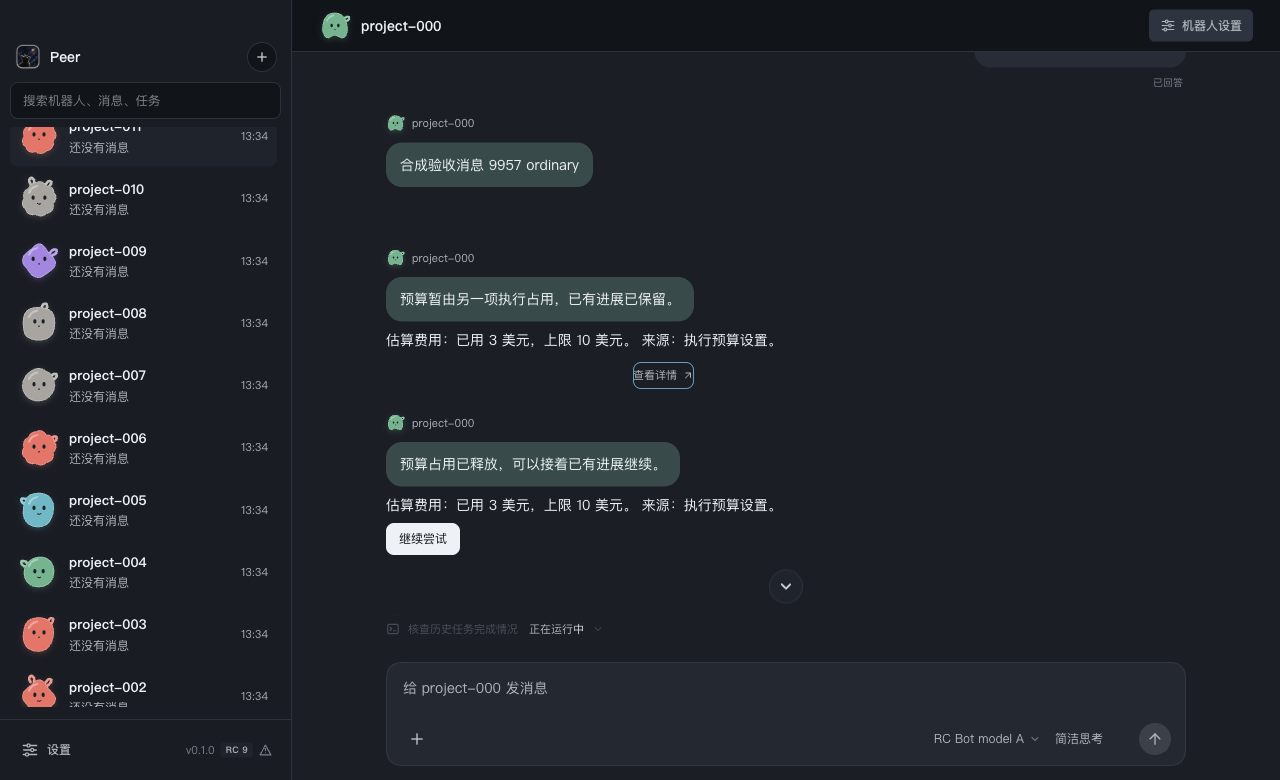 Peer
搜索机器人、消息、任务
project-011
13:34
还没有消息
project-010
13:34
还没有消息
project-009
13:34
还没有消息
project-008
13:34
还没有消息
project-007
13:34
还没有消息
project-006
13:34
还没有消息
project-005
13:34
还没有消息
project-004
13:34
还没有消息
project-003
13:34
还没有消息
project-002
13:34
还没有消息
设置
v0.1.0
RC 9
project-000
机器人设置
已回答
project-000
合成验收消息 9957 ordinary
project-000
预算暂由另一项执行占用，已有进展已保留。
估算费用：已用 3 美元，上限 10 美元。 来源：执行预算设置。
查看详情
project-000
预算占用已释放，可以接着已有进展继续。
估算费用：已用 3 美元，上限 10 美元。 来源：执行预算设置。
继续尝试
核查历史任务完成情况 正在运行中
给 project-000 发消息
RC Bot model A
简洁思考